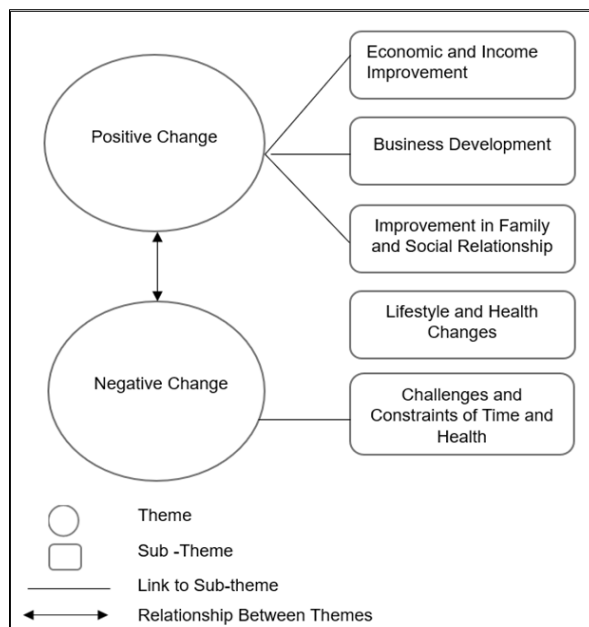 Positive Change
Economic and Income
Improvement
Business Development
Improvement in Family
and Social Relationship
Lifestyle and Health
Changes
Negative Change
Challenges and
Constraints of Time and
Health
Theme
Sub -Theme
Link to Sub-theme
Relationship Between Themes